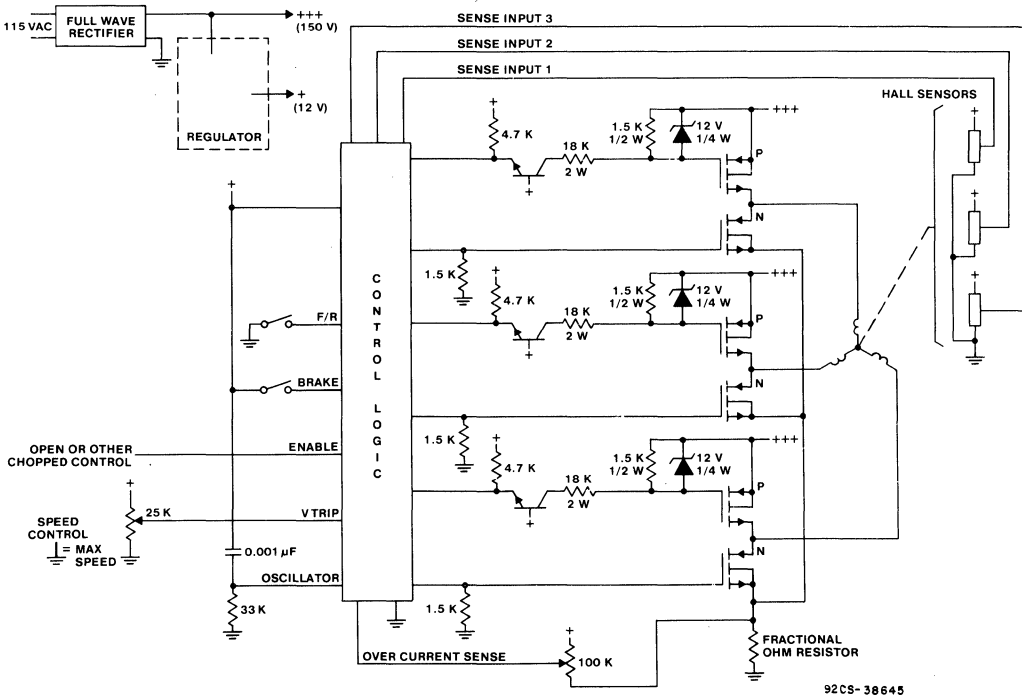 115 VAC
FULL WAVE
RECTIFIER
+++
(150 V)
+
(12 V)
REGULATOR
SENSE INPUT 3
SENSE INPUT 2
SENSE INPUT 1
HALL SENSORS
+
+
+
+
4.7 K
18 K
2 W
+
1.5 K
1/2 W
12 V
1/4 W
+++
P
N
1.5 K
+
4.7 K
18 K
2 W
+
1.5 K
1/2 W
12 V
1/4 W
+++
P
N
1.5 K
+
4.7 K
18 K
2 W
+
1.5 K
1/2 W
12 V
1/4 W
+++
P
N
1.5 K
CONTROL LOGIC
+
F/R
BRAKE
ENABLE
OPEN OR OTHER
CHOPPED CONTROL
+
25 K
V TRIP
SPEED
CONTROL
= MAX
SPEED
0.001 µF
OSCILLATOR
33 K
OVER CURRENT SENSE
+
100 K
FRACTIONAL
OHM RESISTOR
92CS-38645